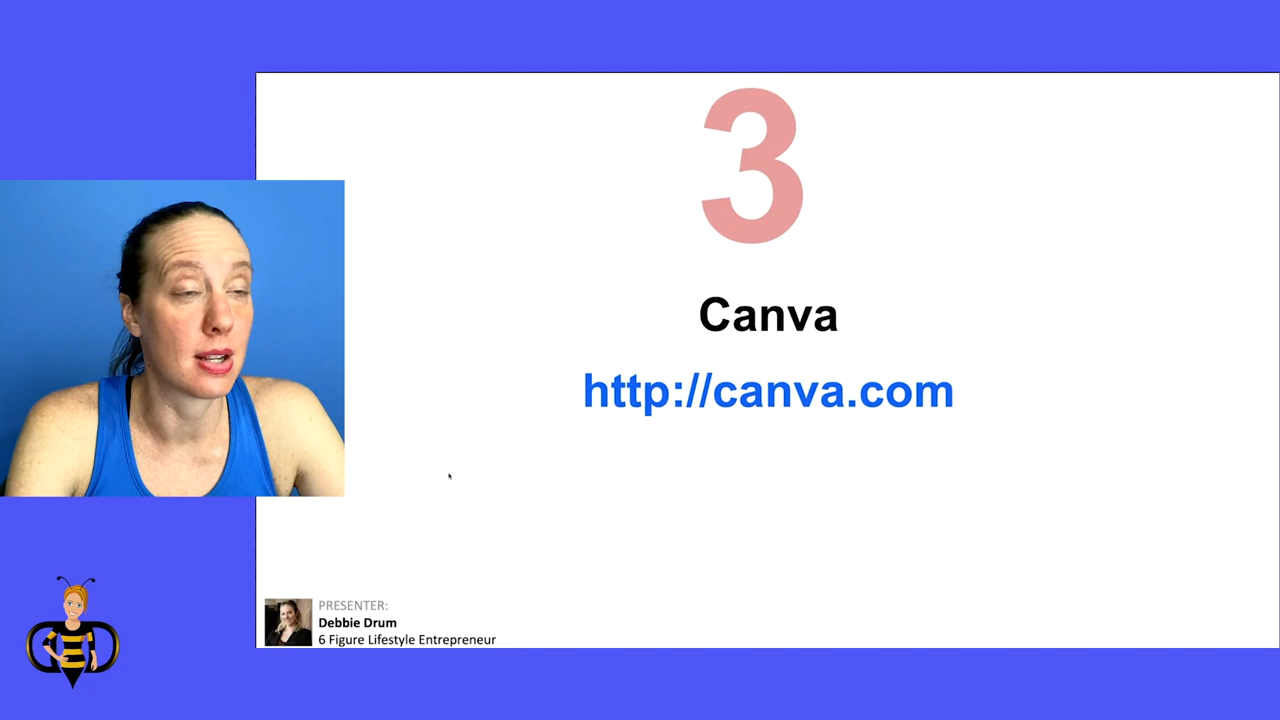 3
Canva
http://canva.com
PRESENTER:
Debbie Drum
6 Figure Lifestyle Entrepreneur